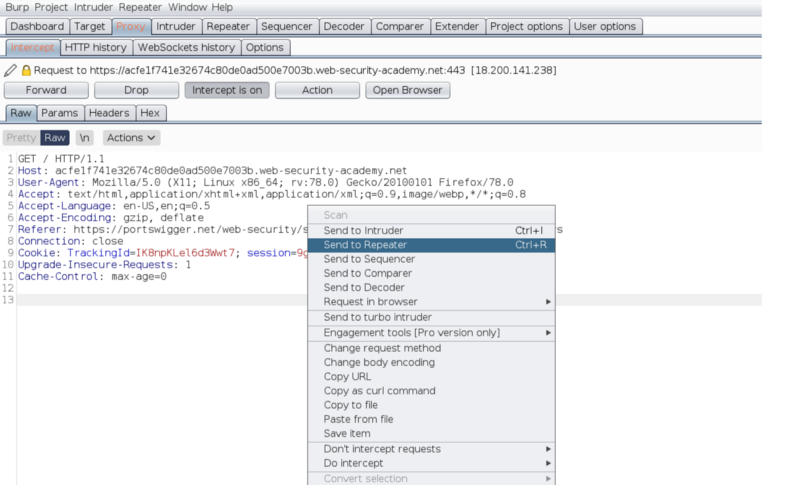 Burp Project Intruder Repeater Window Help
Dashboard Target Proxy Intruder Repeater Sequencer Decoder Comparer Extender Project options User options
Intercept HTTP history WebSockets history Options
Request to https://acfe1f741e32674c80de0ad500e7003b.web-security-academy.net:443 [18.200.141.238]
Forward Drop Intercept is on Action Open Browser
Raw Params Headers Hex
Pretty Raw \n Actions
1 GET / HTTP/1.1
2 Host: acfe1f741e32674c80de0ad500e7003b.web-security-academy.net
3 User-Agent: Mozilla/5.0 (X11; Linux x86_64; rv:78.0) Gecko/20100101 Firefox/78.0
4 Accept: text/html,application/xhtml+xml,application/xml;q=0.9,image/webp,*/*;q=0.8
5 Accept-Language: en-US,en;q=0.5
6 Accept-Encoding: gzip, deflate
7 Referer: https://portswigger.net/web-security/s
8 Connection: close
9 Cookie: TrackingId=IK8npKLel6d3Wwt7; session=9g
10 Upgrade-Insecure-Requests: 1
11 Cache-Control: max-age=0
12
13
Scan
Send to Intruder Ctrl+I
Send to Repeater Ctrl+R
Send to Sequencer
Send to Comparer
Send to Decoder
Request in browser
Send to turbo intruder
Engagement tools [Pro version only]
Change request method
Change body encoding
Copy URL
Copy as curl command
Copy to file
Paste from file
Save item
Don't intercept requests
Do intercept
Convert selection